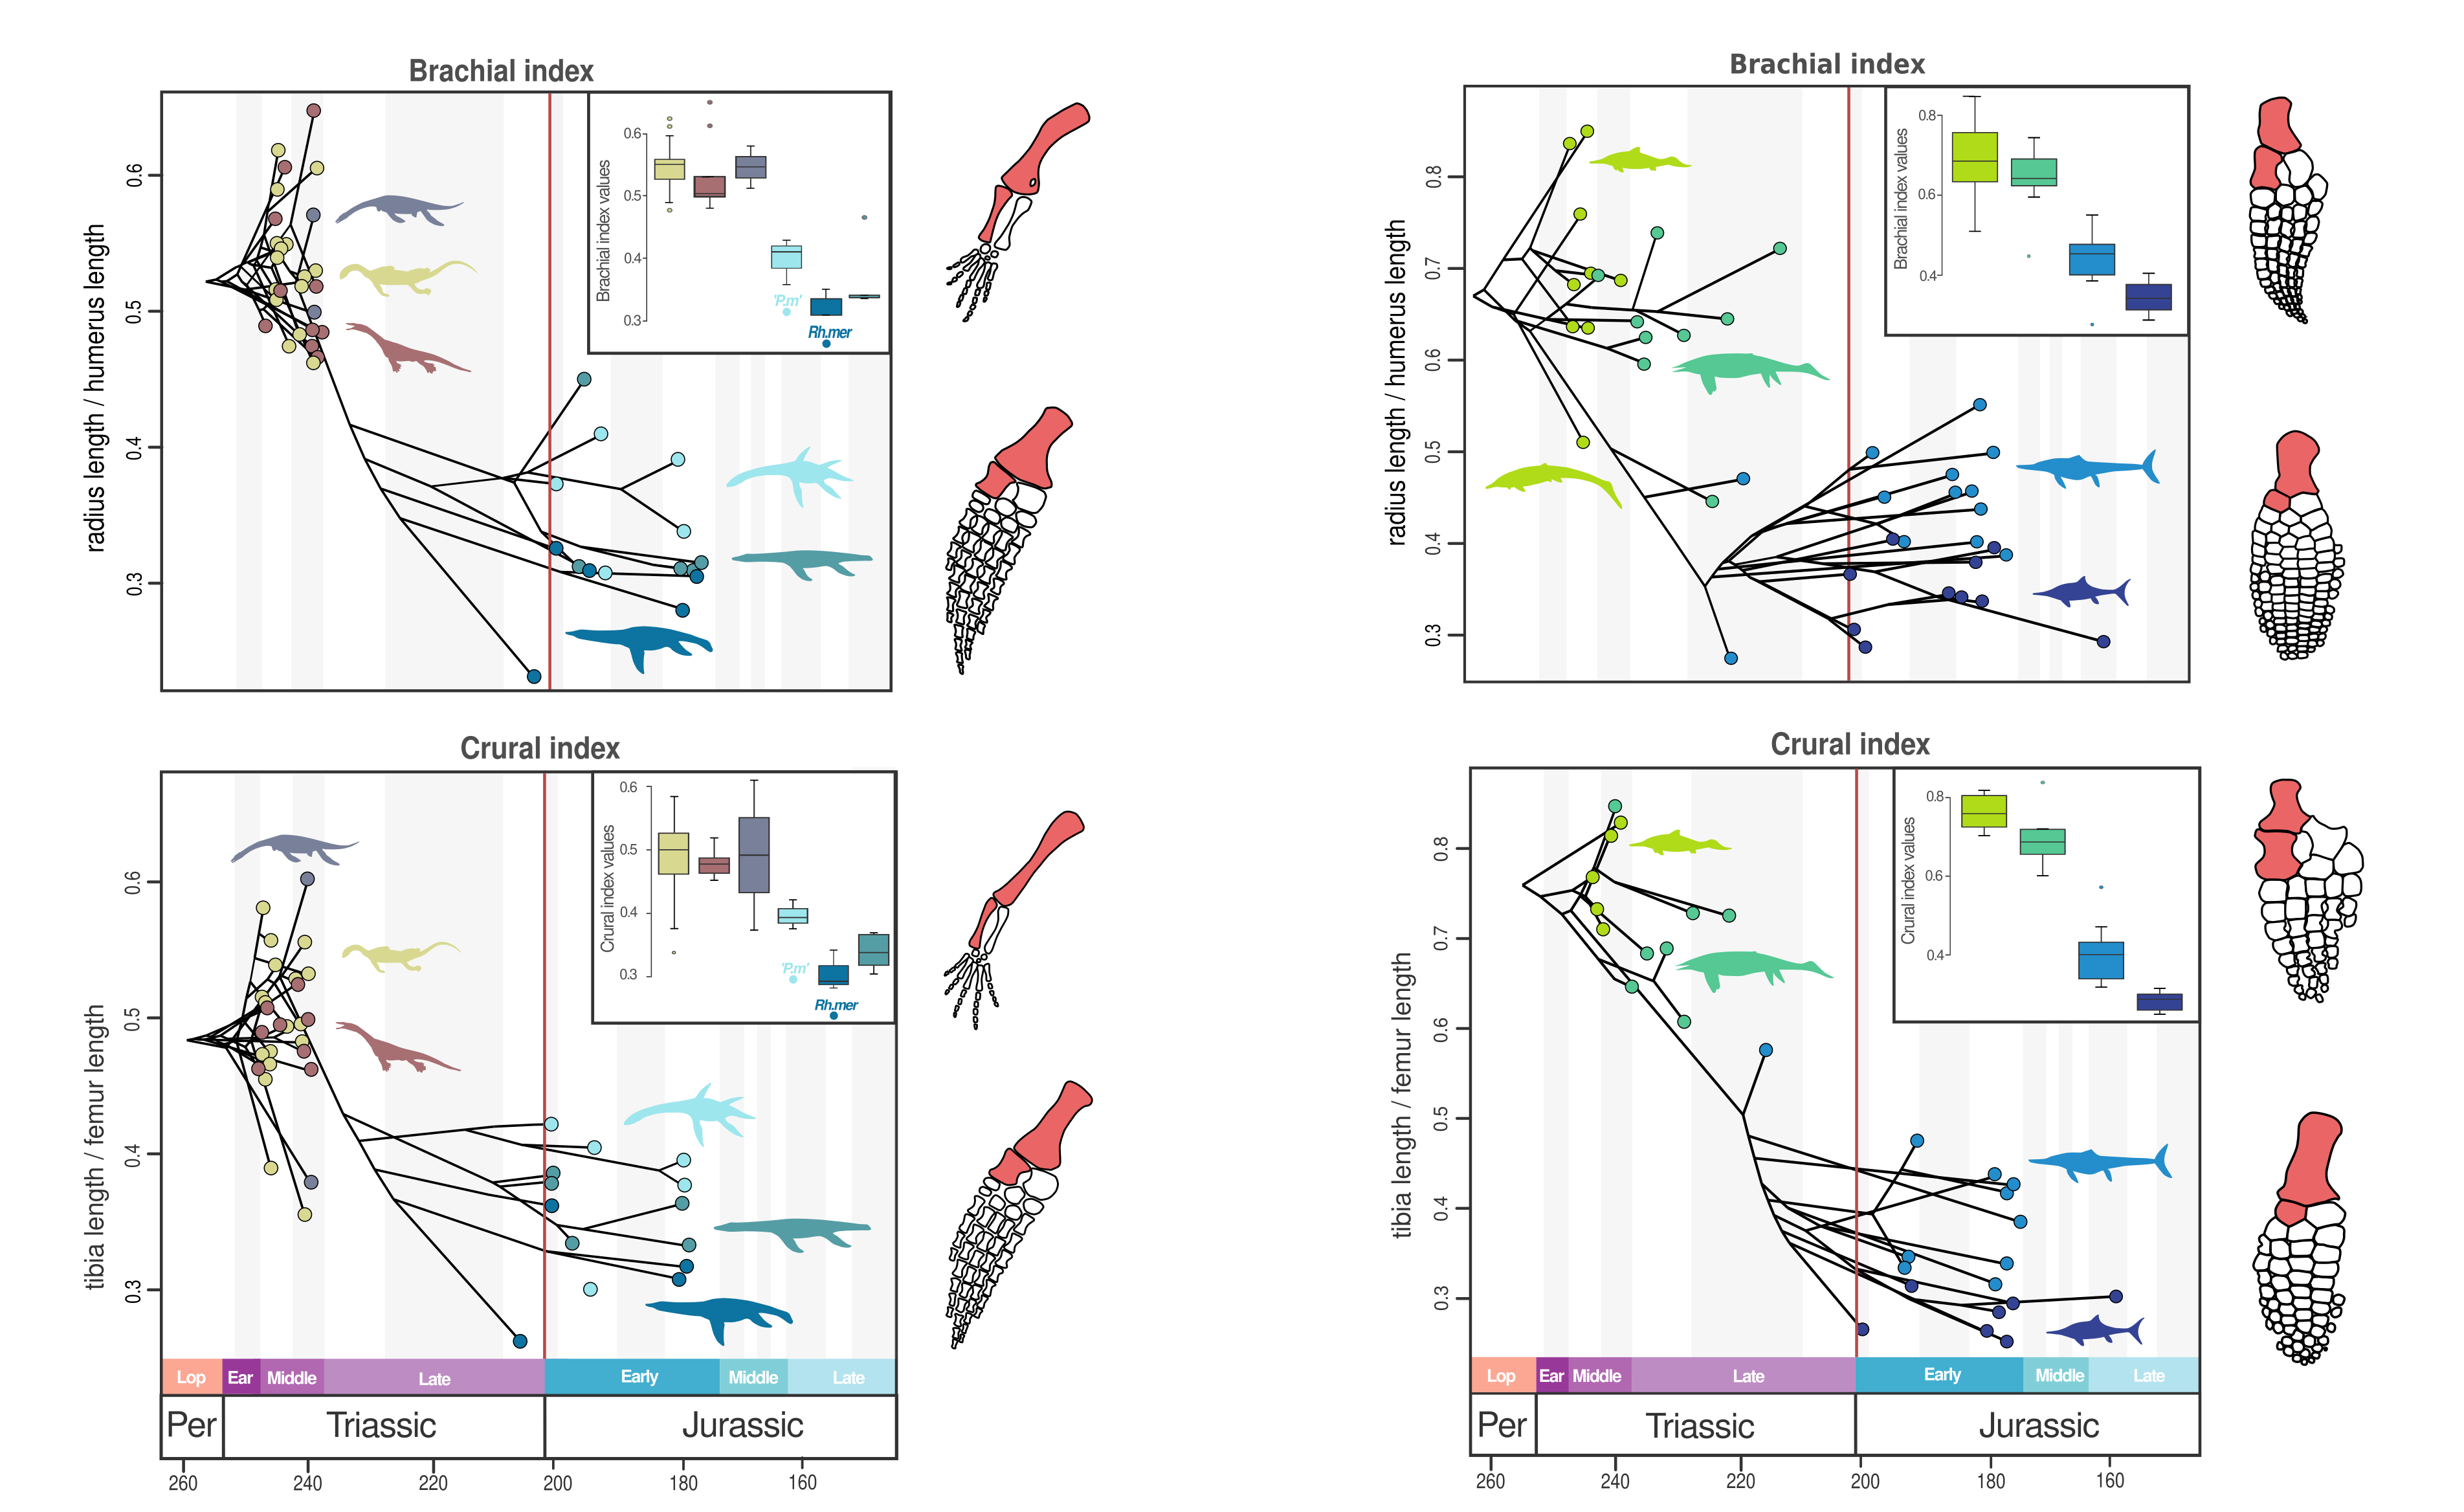 Brachial index
radius length / humerus length
0.6
0.5
0.4
0.3
Brachial index values
0.6
0.5
0.4
0.3
'P.m'
Rh.mer
Brachial index
radius length / humerus length
0.8
0.7
0.6
0.5
0.4
0.3
Brachial index values
0.8
0.6
0.4
Crural index
tibia length / femur length
0.6
0.5
0.4
0.3
Crural index values
0.6
0.5
0.4
0.3
'P.m'
Rh.mer
Lop Ear Middle Late Early Middle Late
Per Triassic Jurassic
260 240 220 200 180 160
Crural index
tibia length / femur length
0.8
0.7
0.6
0.5
0.4
0.3
Crural index values
0.8
0.6
0.4
Lop Ear Middle Late Early Middle Late
Per Triassic Jurassic
260 240 220 200 180 160